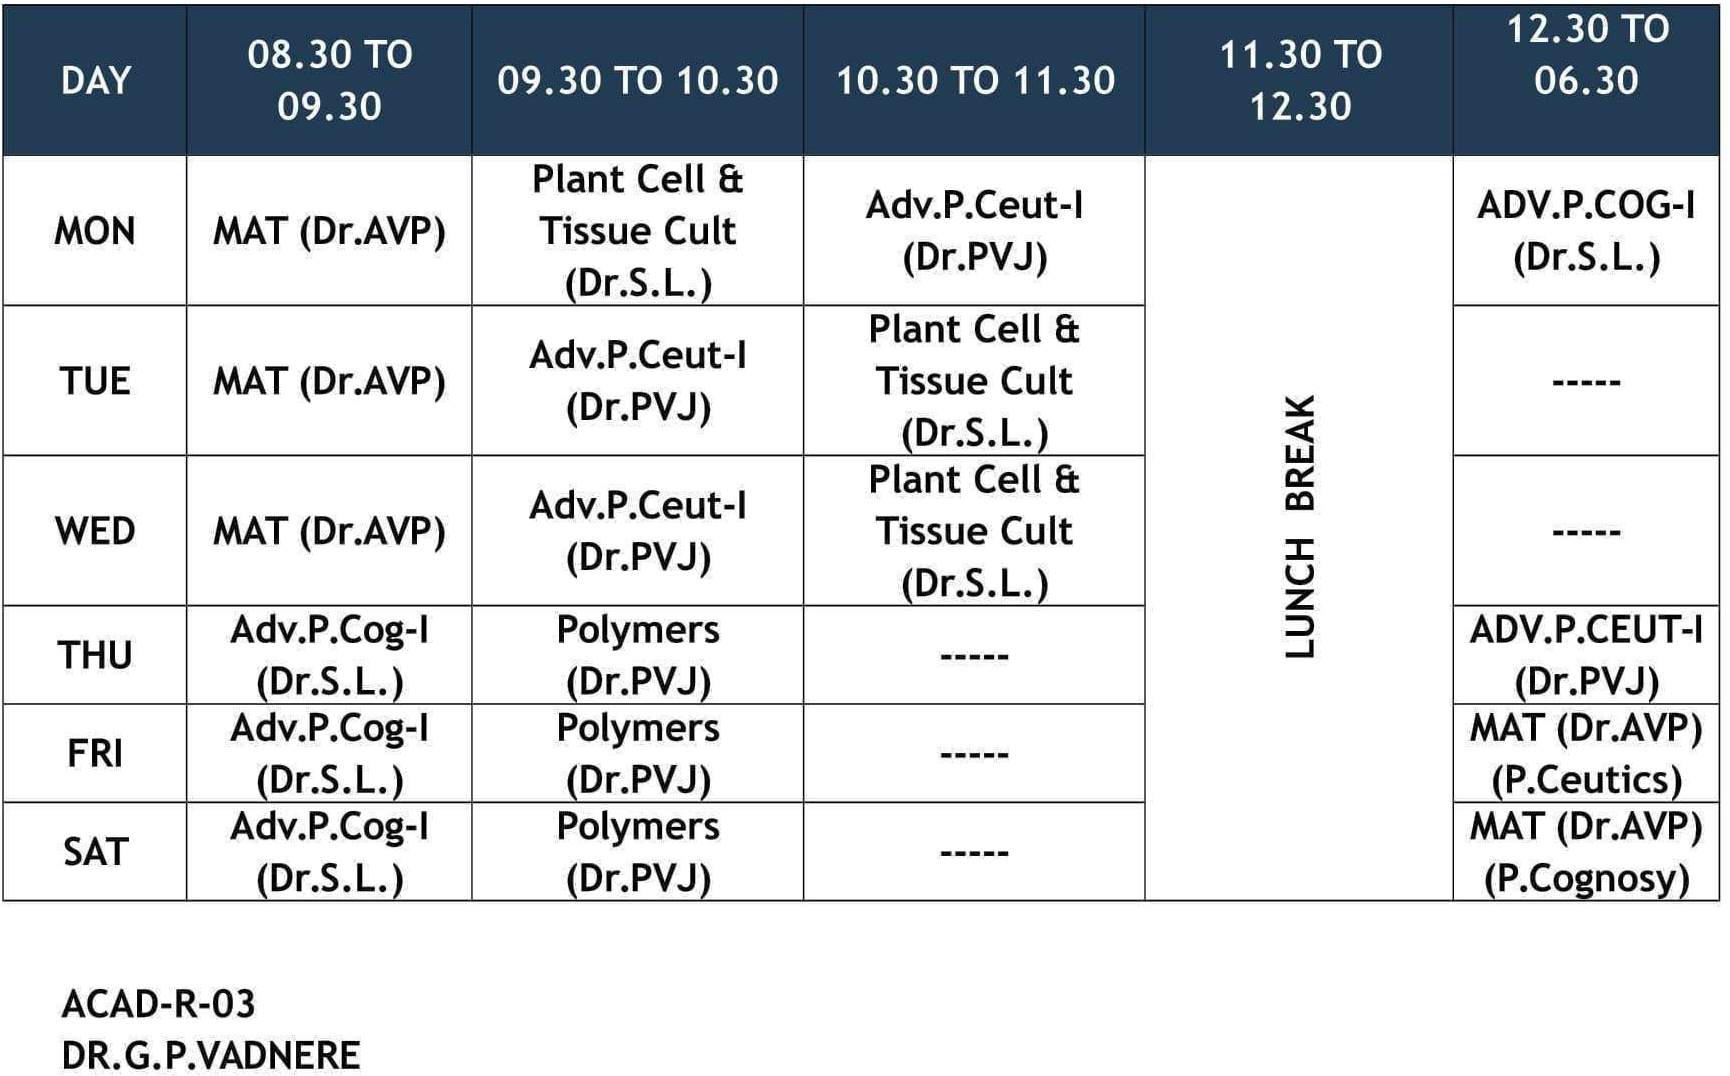 DAY
08.30 TO
09.30
09.30 TO 10.30
10.30 TO 11.30
11.30 TO
12.30
12.30 TO
06.30
MON
MAT (Dr.AVP)
Plant Cell &
Tissue Cult
(Dr.S.L.)
Adv.P.Ceut-I
(Dr.PVJ)
LUNCH BREAK
ADV.P.COG-I
(Dr.S.L.)
TUE
MAT (Dr.AVP)
Adv.P.Ceut-I
(Dr.PVJ)
Plant Cell &
Tissue Cult
(Dr.S.L.)
-----
WED
MAT (Dr.AVP)
Adv.P.Ceut-I
(Dr.PVJ)
Plant Cell &
Tissue Cult
(Dr.S.L.)
-----
THU
Adv.P.Cog-I
(Dr.S.L.)
Polymers
(Dr.PVJ)
-----
ADV.P.CEUT-I
(Dr.PVJ)
FRI
Adv.P.Cog-I
(Dr.S.L.)
Polymers
(Dr.PVJ)
-----
MAT (Dr.AVP)
(P.Ceutics)
SAT
Adv.P.Cog-I
(Dr.S.L.)
Polymers
(Dr.PVJ)
-----
MAT (Dr.AVP)
(P.Cognosy)
ACAD-R-03
DR.G.P.VADNERE